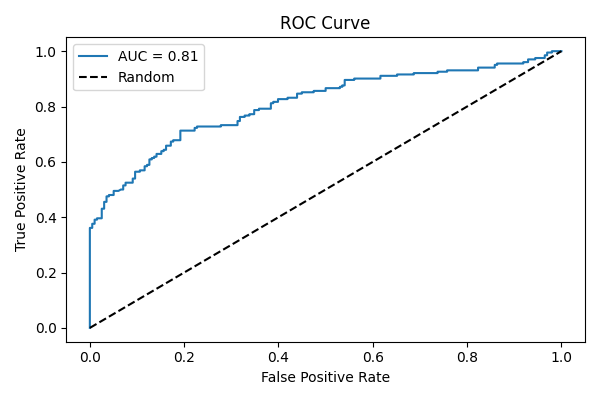 ROC Curve
AUC = 0.81
Random
True Positive Rate
1.0
0.8
0.6
0.4
0.2
0.0
0.0 0.2 0.4 0.6 0.8 1.0
False Positive Rate